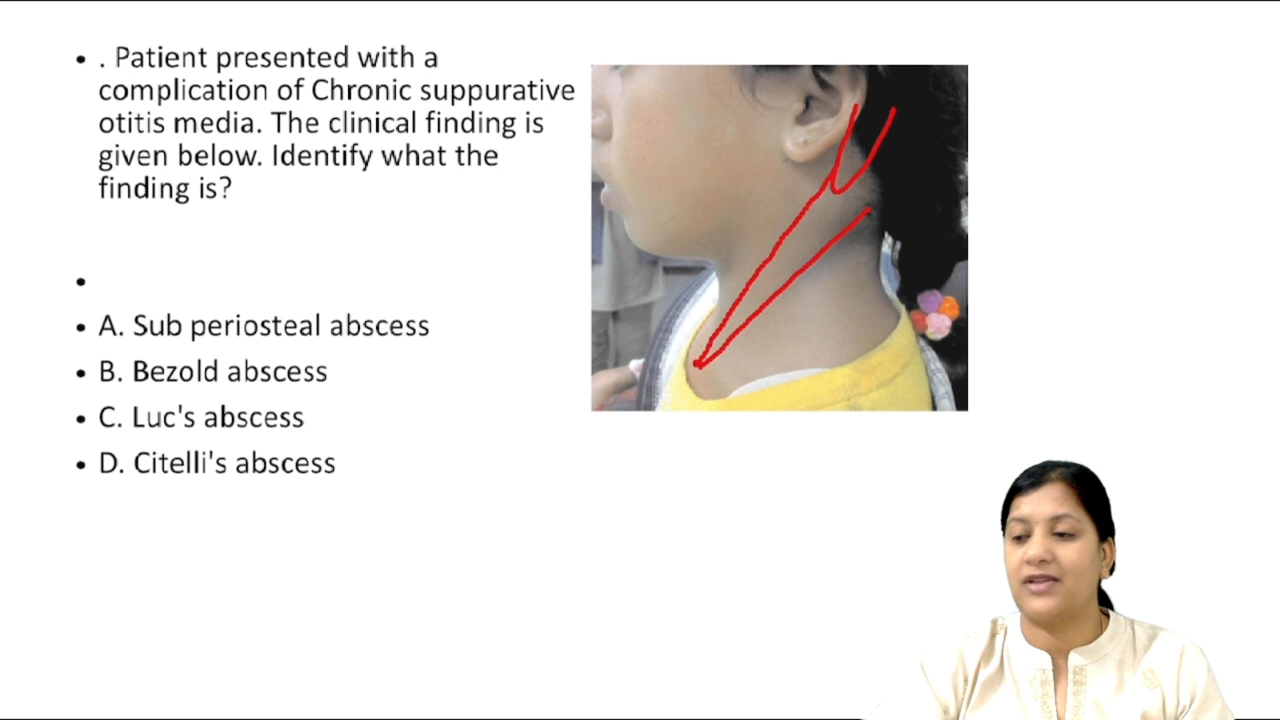 . Patient presented with a
complication of Chronic suppurative
otitis media. The clinical finding is
given below. Identify what the
finding is?
A. Sub periosteal abscess
B. Bezold abscess
C. Luc's abscess
D. Citelli's abscess